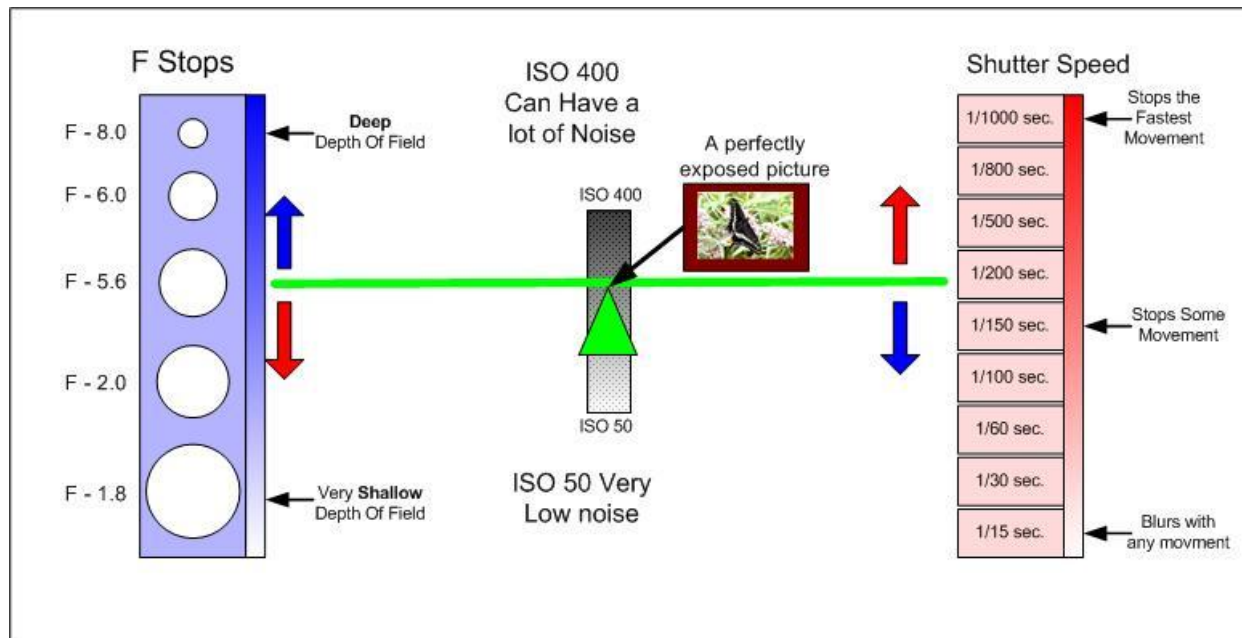 F Stops
F - 8.0
F - 6.0
F - 5.6
F - 2.0
F - 1.8
Deep
Depth Of Field
Very Shallow
Depth Of Field
ISO 400
Can Have a
lot of Noise
A perfectly
exposed picture
ISO 400
ISO 50
ISO 50 Very
Low noise
Shutter Speed
1/1000 sec.
1/800 sec.
1/500 sec.
1/200 sec.
1/150 sec.
1/100 sec.
1/60 sec.
1/30 sec.
1/15 sec.
Stops the
Fastest
Movement
Stops Some
Movement
Blurs with
any movment